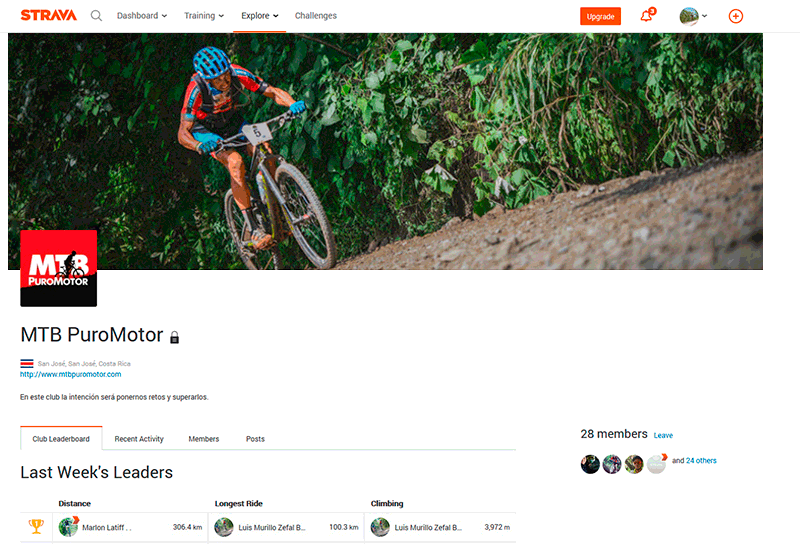 STRAVA Dashboard Training Explore Challenges Upgrade 3
5
MTB
PUROMOTOR
MTB PuroMotor
San José, San José, Costa Rica
http://www.mtbpuromotor.com
En este club la intención será ponernos retos y superarlos.
Club Leaderboard Recent Activity Members Posts
28 members Leave
and 24 others
Last Week's Leaders
Distance Longest Ride Climbing
1 Marlon Latiff . . 306.4 km Luis Murillo Zefal B... 100.3 km Luis Murillo Zefal B... 3,972 m